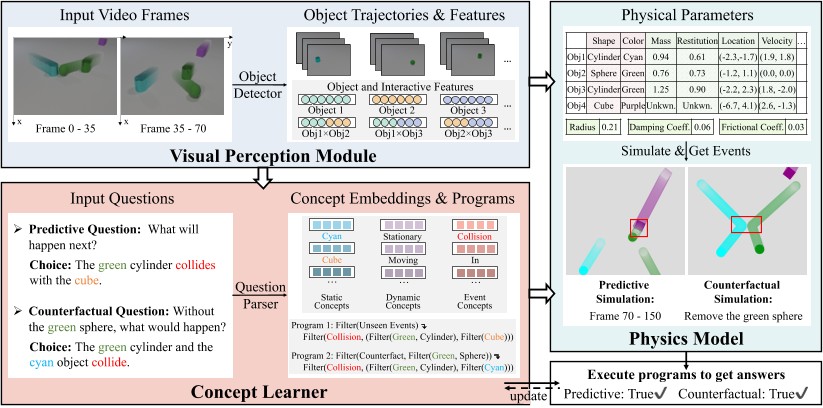 Input Video Frames
y
x
x
Frame 0 - 35
Frame 35 - 70
Object
Detector
Object Trajectories & Features
...
Object and Interactive Features
Object 1
Object 2
Object 3
...
Obj1×Obj2
Obj1×Obj3
Obj2×Obj3
...
Visual Perception Module
Input Questions
➢ Predictive Question: What will
happen next?
Choice: The green cylinder collides
with the cube.
➢ Counterfactual Question: Without
the green sphere, what would happen?
Choice: The green cylinder and the
cyan object collide.
Question
Parser
Concept Embeddings & Programs
Cyan
Stationary
Collision
Cube
Moving
In
...
...
...
Static
Concepts
Dynamic
Concepts
Event
Concepts
Program 1: Filter(Unseen Events)
Filter(Collision, (Filter(Green, Cylinder), Filter(Cube)))
Program 2: Filter(Counterfact, Filter(Green, Sphere))
Filter(Collision, (Filter(Green, Cylinder), Filter(Cyan)))
Concept Learner
Physical Parameters
Shape Color Mass Restitution Location Velocity ...
Obj1 Cylinder Cyan 0.94 0.61 (-2.3,-1.7) (1.9, 1.8)
Obj2 Sphere Green 0.76 0.73 (-1.2, 1.1) (0.0, 0.0)
Obj3 Cylinder Green 1.25 0.90 (-2.2, 2.3) (1.8, -2.0)
Obj4 Cube Purple Unkwn. Unkwn. (-6.7, 4.1) (2.6, -1.3)
Radius 0.21 Damping Coeff. 0.06 Frictional Coeff. 0.03
Simulate & Get Events
Predictive
Simulation:
Frame 70 - 150
Counterfactual
Simulation:
Remove the green sphere
Physics Model
update
Execute programs to get answers
Predictive: True✓ Counterfactual: True✓